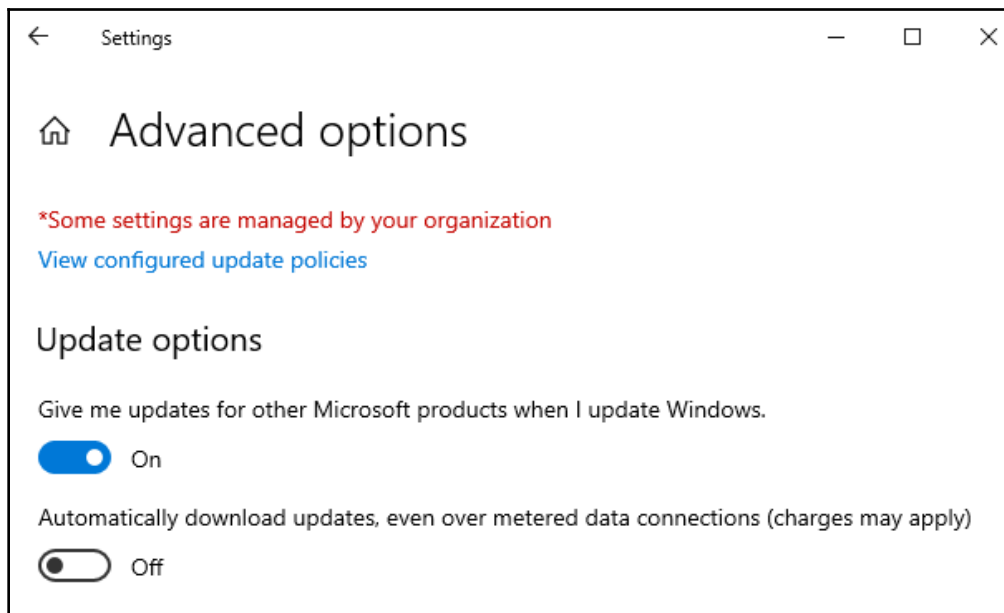 Settings
Advanced options
*Some settings are managed by your organization
View configured update policies
Update options
Give me updates for other Microsoft products when I update Windows.
On
Automatically download updates, even over metered data connections (charges may apply)
Off